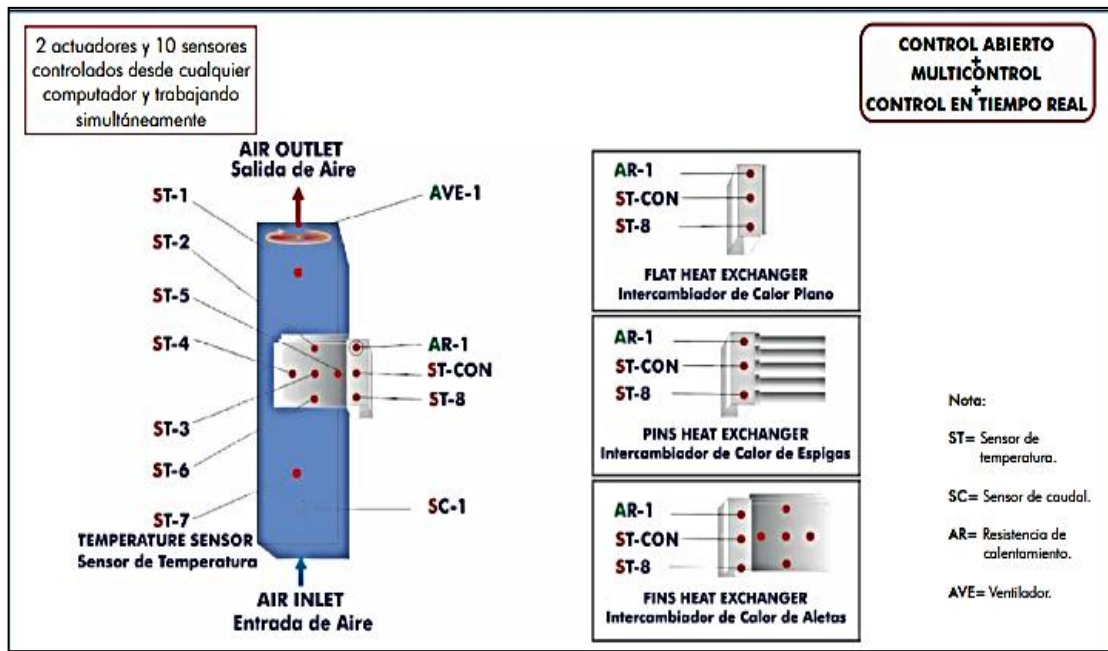 2 actuadores y 10 sensores
controlados desde cualquier
computador y trabajando
simultáneamente
CONTROL ABIERTO
+
MULTICONTROL
+
CONTROL EN TIEMPO REAL
AIR OUTLET
Salida de Aire
ST-1
ST-2
ST-5
ST-4
ST-3
ST-6
ST-7
AVE-1
AR-1
ST-CON
ST-8
SC-1
TEMPERATURE SENSOR
Sensor de Temperatura
AIR INLET
Entrada de Aire
AR-1
ST-CON
ST-8
FLAT HEAT EXCHANGER
Intercambiador de Calor Plano
AR-1
ST-CON
ST-8
PINS HEAT EXCHANGER
Intercambiador de Calor de Espigas
AR-1
ST-CON
ST-8
FINS HEAT EXCHANGER
Intercambiador de Calor de Aletas
Nota:
ST= Sensor de
temperatura.
SC= Sensor de caudal.
AR= Resistencia de
calentamiento.
AVE= Ventilador.